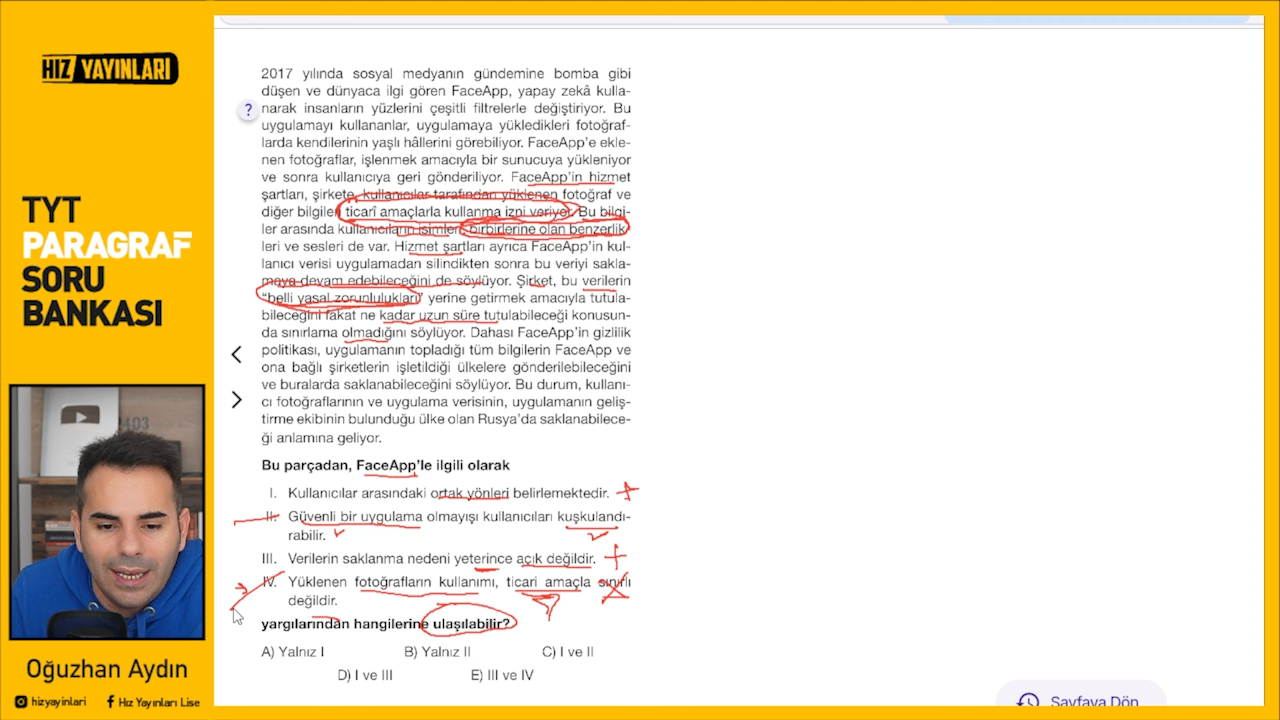 HIZ YAYINLARI
TYT
PARAGRAF
SORU
BANKASI
Oğuzhan Aydın
hizyayinlari
Hız Yayınları Lise
?
2017 yılında sosyal medyanın gündemine bomba gibi
düşen ve dünyaca ilgi gören FaceApp, yapay zekâ kulla-
narak insanların yüzlerini çeşitli filtrelerle değiştiriyor. Bu
uygulamayı kullananlar, uygulamaya yükledikleri fotoğraf-
larda kendilerinin yaşlı hâllerini görebiliyor. FaceApp'e ekle-
nen fotoğraflar, işlenmek amacıyla bir sunucuya yükleniyor
ve sonra kullanıcıya geri gönderiliyor. FaceApp'in hizmet
şartları, şirkete, kullanıcılar tarafından yüklenen fotoğraf ve
diğer bilgileri ticarî amaçlarla kullanma izni veriyor. Bu bilgi-
ler arasında kullanıcıların isimleri, birbirlerine olan benzerlik-
leri ve sesleri de var. Hizmet şartları ayrıca FaceApp'in kul-
lanıcı verisi uygulamadan silindikten sonra bu veriyi sakla-
maya devam edebileceğini de söylüyor. Şirket, bu verilerin
"belli yasal zorunlulukları" yerine getirmek amacıyla tutula-
bileceğini fakat ne kadar uzun süre tutulabileceği konusun-
da sınırlama olmadığını söylüyor. Dahası FaceApp'in gizlilik
politikası, uygulamanın topladığı tüm bilgilerin FaceApp ve
ona bağlı şirketlerin işletildiği ülkelere gönderilebileceğini
ve buralarda saklanabileceğini söylüyor. Bu durum, kullanı-
cı fotoğraflarının ve uygulama verisinin, uygulamanın geliş-
tirme ekibinin bulunduğu ülke olan Rusya'da saklanabilece-
ği anlamına geliyor.
Bu parçadan, FaceApp'le ilgili olarak
I. Kullanıcılar arasındaki ortak yönleri belirlemektedir.
II. Güvenli bir uygulama olmayışı kullanıcıları kuşkulandı-
rabilir.
III. Verilerin saklanma nedeni yeterince açık değildir.
IV. Yüklenen fotoğrafların kullanımı, ticari amaçla sınırlı
değildir.
yargılarından hangilerine ulaşılabilir?
A) Yalnız I B) Yalnız II C) I ve II
D) I ve III E) III ve IV
Sayfaya Dön